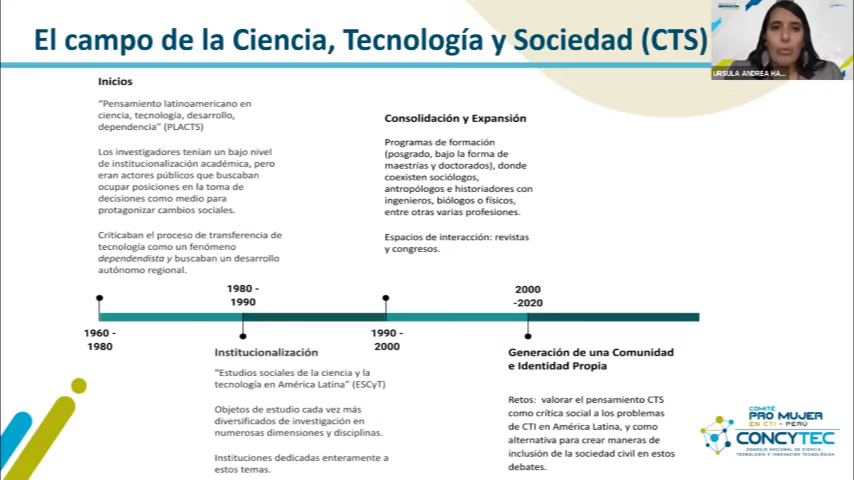 El campo de la Ciencia, Tecnología y Sociedad (CTS)
URSULA ANDREA HA...
Inicios
"Pensamiento latinoamericano en
ciencia, tecnología, desarrollo,
dependencia" (PLACTS)
Los investigadores tenían un bajo nivel
de institucionalización académica, pero
eran actores públicos que buscaban
ocupar posiciones en la toma de
decisiones como medio para
protagonizar cambios sociales.
Criticaban el proceso de transferencia de
tecnología como un fenómeno
dependendista y buscaban un desarrollo
autónomo regional.
Consolidación y Expansión
Programas de formación
(posgrado, bajo la forma de
maestrías y doctorados), donde
coexisten sociólogos,
antropólogos e historiadores con
ingenieros, biólogos o físicos,
entre otras varias profesiones.
Espacios de interacción: revistas
y congresos.
1980 -
1990
2000
-2020
1960 -
1980
1990 -
2000
Institucionalización
"Estudios sociales de la ciencia y la
tecnología en América Latina" (ESCyT)
Objetos de estudio cada vez más
diversificados de investigación en
numerosas dimensiones y disciplinas.
Instituciones dedicadas enteramente a
estos temas.
Generación de una Comunidad
e Identidad Propia
Retos: valorar el pensamiento CTS
como crítica social a los problemas
de CTI en América Latina, y como
alternativa para crear maneras de
inclusión de la sociedad civil en estos
debates.
COMITÉ
PRO MUJER
EN CTI - PERÚ
CONCYTEC
CONSEJO NACIONAL DE CIENCIA,
TECNOLOGÍA E INNOVACIÓN TECNOLÓGICA